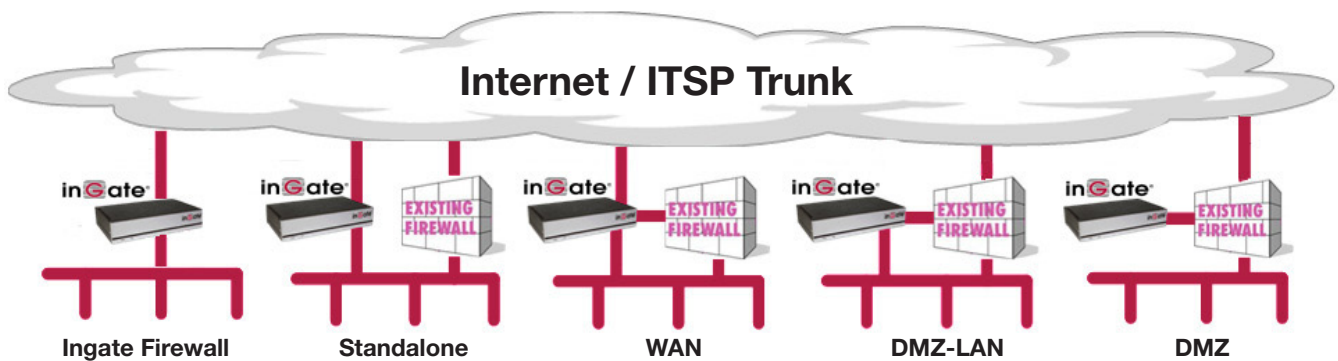 Internet / ITSP Trunk
inGate®
inGate®
EXISTING
FIREWALL
inGate®
EXISTING
FIREWALL
inGate®
EXISTING
FIREWALL
inGate®
EXISTING
FIREWALL
Ingate Firewall
Standalone
WAN
DMZ-LAN
DMZ